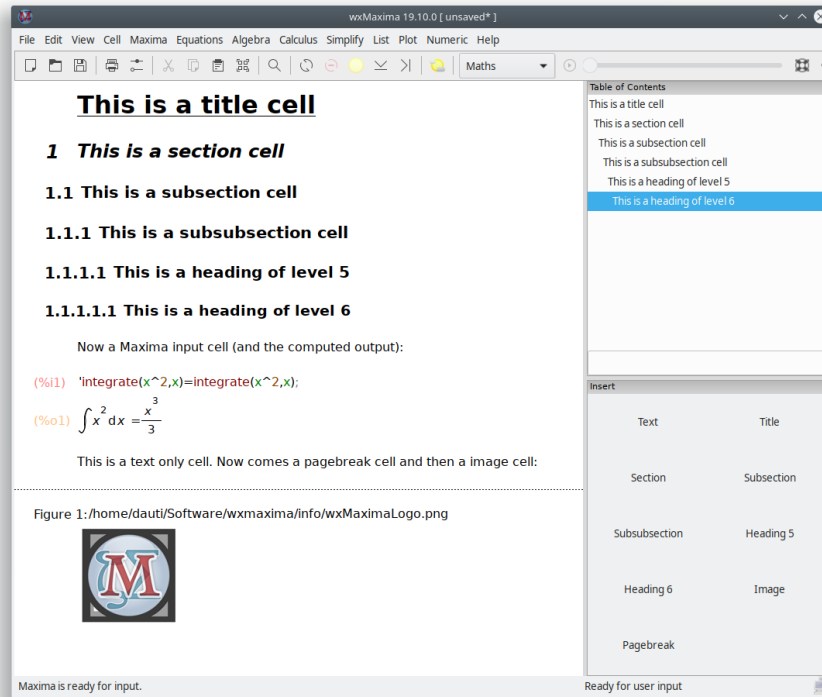 wxMaxima 19.10.0 [ unsaved* ]
File Edit View Cell Maxima Equations Algebra Calculus Simplify List Plot Numeric Help
Maths
This is a title cell
1 This is a section cell
1.1 This is a subsection cell
1.1.1 This is a subsubsection cell
1.1.1.1 This is a heading of level 5
1.1.1.1.1 This is a heading of level 6
Now a Maxima input cell (and the computed output):
(%i1) 'integrate(x^2,x)=integrate(x^2,x);
(%o1) ∫x²dx = x³/3
This is a text only cell. Now comes a pagebreak cell and then a image cell:
Figure 1:/home/dauti/Software/wxmaxima/info/wxMaximaLogo.png
M
Table of Contents
This is a title cell
This is a section cell
This is a subsection cell
This is a subsubsection cell
This is a heading of level 5
This is a heading of level 6
Insert
Text Title
Section Subsection
Subsubsection Heading 5
Heading 6 Image
Pagebreak
Maxima is ready for input.
Ready for user input